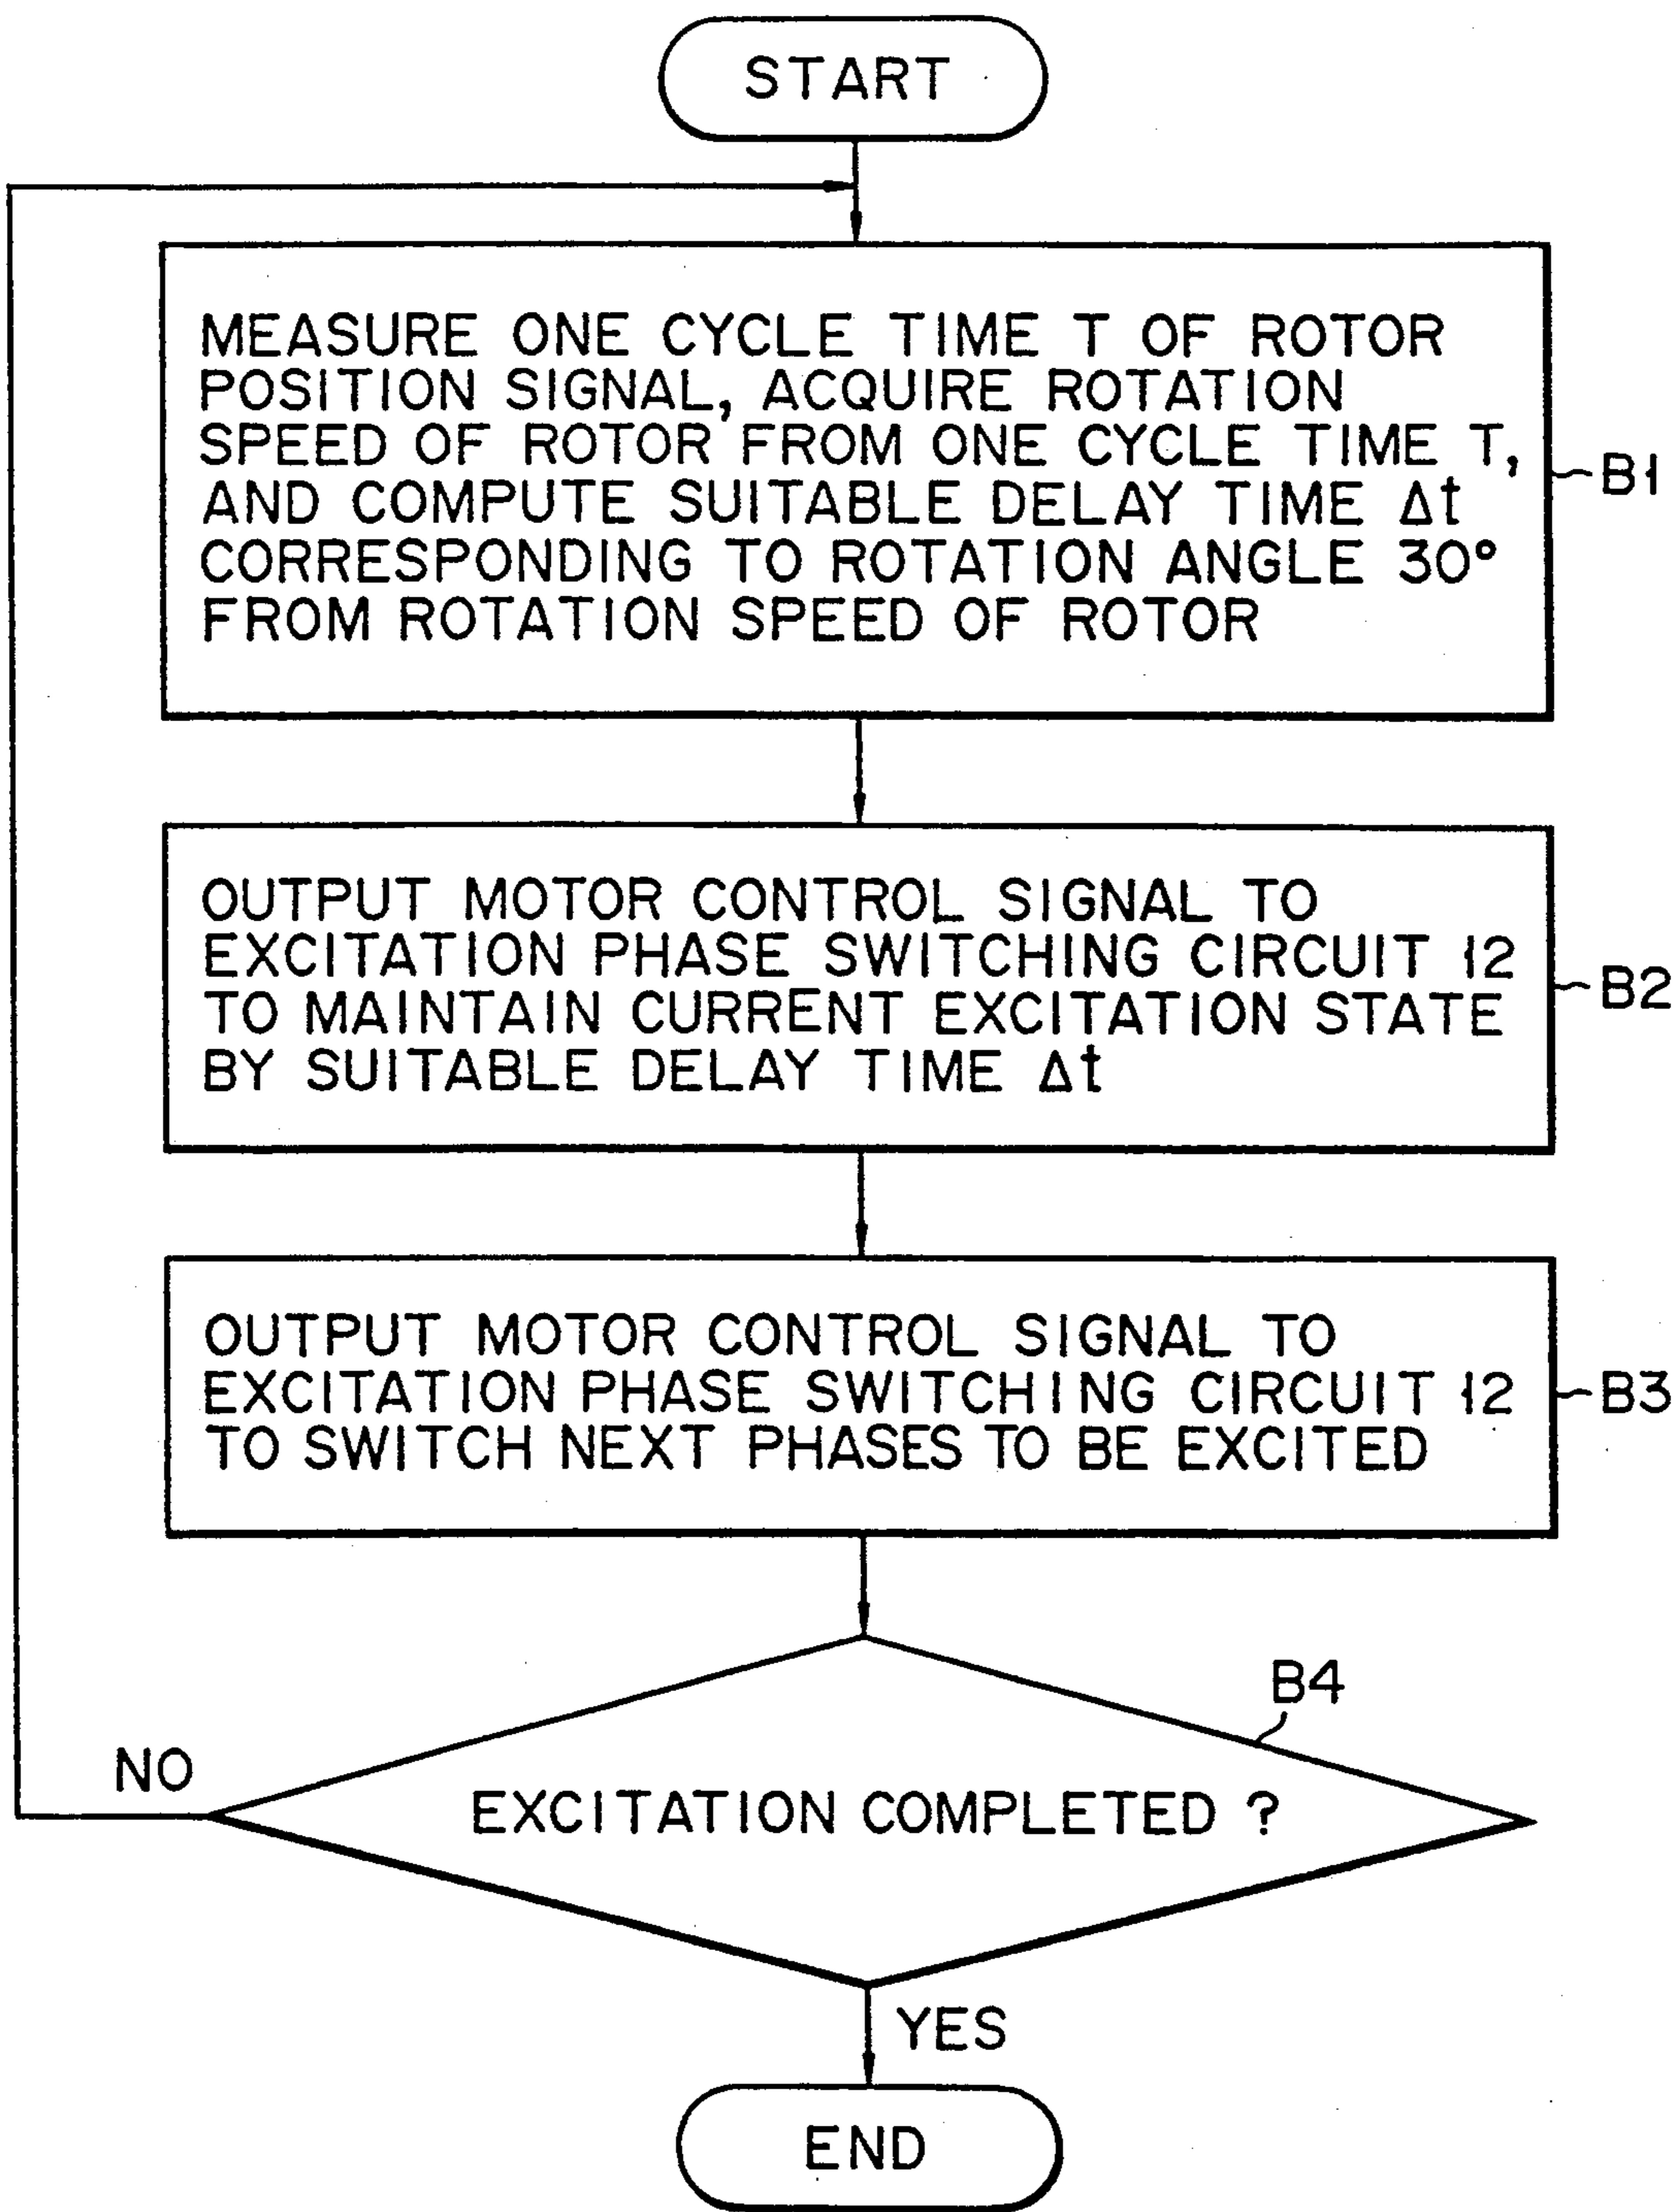 START
MEASURE ONE CYCLE TIME T OF ROTOR
POSITION SIGNAL, ACQUIRE ROTATION
SPEED OF ROTOR FROM ONE CYCLE TIME T,
AND COMPUTE SUITABLE DELAY TIME Δt
CORRESPONDING TO ROTATION ANGLE 30°
FROM ROTATION SPEED OF ROTOR
B1
OUTPUT MOTOR CONTROL SIGNAL TO
EXCITATION PHASE SWITCHING CIRCUIT 12
TO MAINTAIN CURRENT EXCITATION STATE
BY SUITABLE DELAY TIME Δt
B2
OUTPUT MOTOR CONTROL SIGNAL TO
EXCITATION PHASE SWITCHING CIRCUIT 12
TO SWITCH NEXT PHASES TO BE EXCITED
B3
B4
NO
EXCITATION COMPLETED ?
YES
END